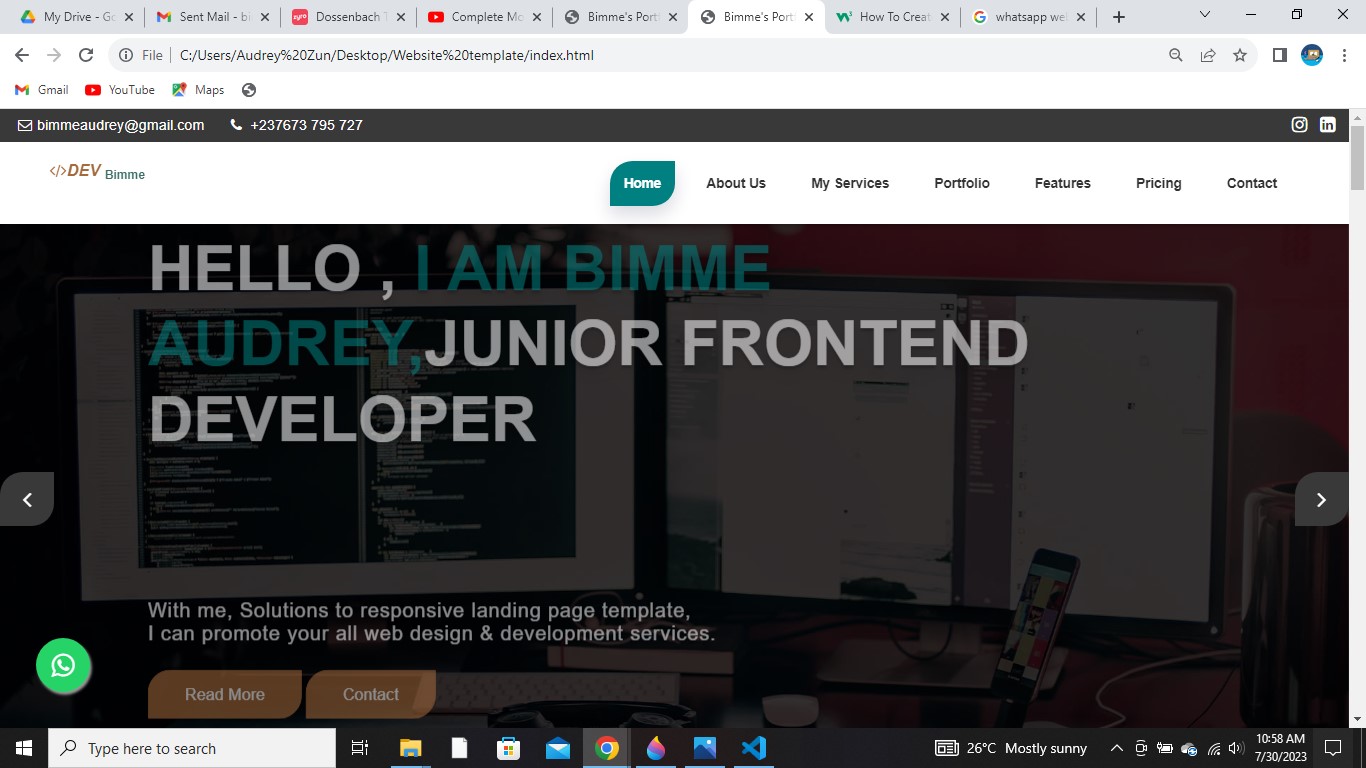 My Drive - Go
Sent Mail - bi
zyro
Dossenbach T
Complete Mo
Bimme's Portf
Bimme's Portf
How To Creat
whatsapp we
File
C:/Users/Audrey%20Zun/Desktop/Website%20template/index.html
Gmail
YouTube
Maps
bimmeaudrey@gmail.com
+237673 795 727
</>DEV Bimme
Home
About Us
My Services
Portfolio
Features
Pricing
Contact
HELLO , I AM BIMME
AUDREY,JUNIOR FRONTEND
DEVELOPER
With me, Solutions to responsive landing page template,
I can promote your all web design & development services.
Read More
Contact
Type here to search
26°C Mostly sunny
10:58 AM
7/30/2023